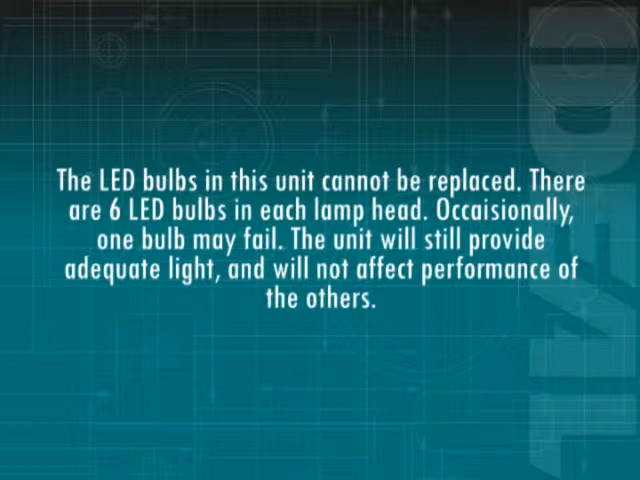 The LED bulbs in this unit cannot be replaced. There
are 6 LED bulbs in each lamp head. Occaisionally,
one bulb may fail. The unit will still provide
adequate light, and will not affect performance of
the others.